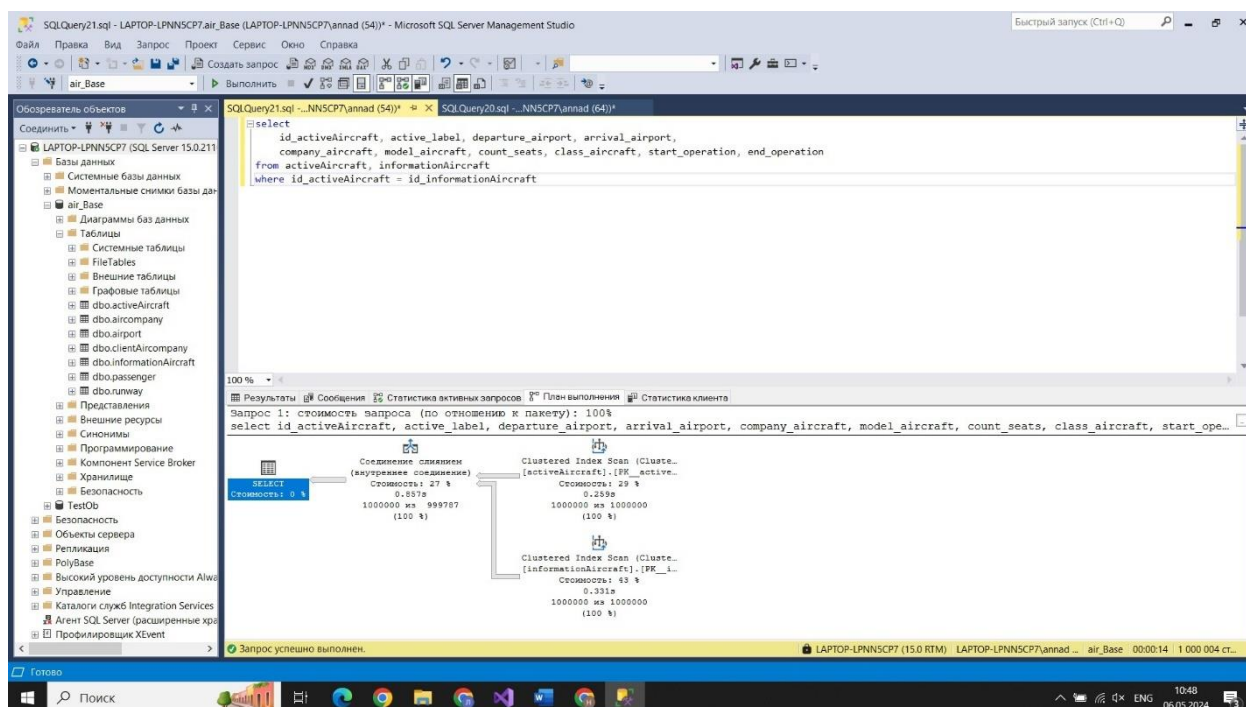 SQLQuery21.sql - LAPTOP-LPNN5CP7.air_Base (LAPTOP-LPNN5CP7\annad (54))* - Microsoft SQL Server Management Studio
Быстрый запуск (Ctrl+Q)
Файл Правка Вид Запрос Проект Сервис Окно Справка
Создать запрос
air_Base
Выполнить
Обозреватель объектов
SQLQuery21.sql -...NN5CP7\annad (54))*
SQLQuery20.sql -...NN5CP7\annad (64))*
Соединить
LAPTOP-LPNN5CP7 (SQL Server 15.0.211
Базы данных
Системные базы данных
Моментальные снимки базы дан
air_Base
Диаграммы баз данных
Таблицы
Системные таблицы
FileTables
Внешние таблицы
Графовые таблицы
dbo.activeAircraft
dbo.aircompany
dbo.airport
dbo.clientAircompany
dbo.informationAircraft
dbo.passenger
dbo.runway
Представления
Внешние ресурсы
Синонимы
Программирование
Компонент Service Broker
Хранилище
Безопасность
TestOb
Безопасность
Объекты сервера
Репликация
PolyBase
Высокий уровень доступности Alwa
Управление
Каталоги служб Integration Services
Агент SQL Server (расширенные хра
Профилировщик XEvent
select
id_activeAircraft, active_label, departure_airport, arrival_airport,
company_aircraft, model_aircraft, count_seats, class_aircraft, start_operation, end_operation
from activeAircraft, informationAircraft
where id_activeAircraft = id_informationAircraft
100 %
Результаты Сообщения Статистика активных запросов План выполнения Статистика клиента
Запрос 1: стоимость запроса (по отношению к пакету): 100%
select id_activeAircraft, active_label, departure_airport, arrival_airport, company_aircraft, model_aircraft, count_seats, class_aircraft, start_ope...
SELECT
Стоимость: 0 %
Соединение слиянием
(внутреннее соединение)
Стоимость: 27 %
0.857s
1000000 из 999787
(100 %)
Clustered Index Scan (Cluste...
[activeAircraft].[PK__active...
Стоимость: 29 %
0.259s
1000000 из 1000000
(100 %)
Clustered Index Scan (Cluste...
[informationAircraft].[PK__i...
Стоимость: 43 %
0.331s
1000000 из 1000000
(100 %)
Запрос успешно выполнен.
LAPTOP-LPNN5CP7 (15.0 RTM) LAPTOP-LPNN5CP7\annad ... air_Base 00:00:14 1 000 004 ст...
Готово
Поиск
ENG
10:48
06.05.2024